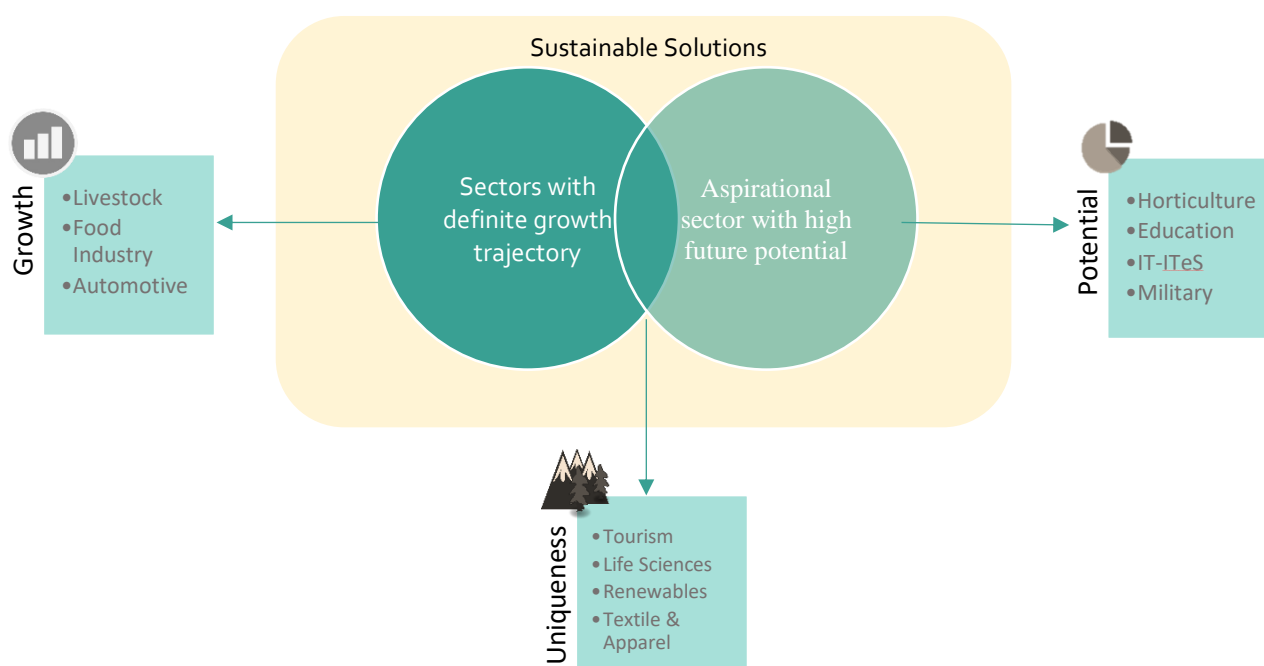 Sustainable Solutions
Sectors with
definite growth
trajectory
Aspirational
sector with high
future potential
Growth
•Livestock
•Food
Industry
•Automotive
Potential
•Horticulture
•Education
•IT-ITeS
•Military
Uniqueness
•Tourism
•Life Sciences
•Renewables
•Textile &
Apparel